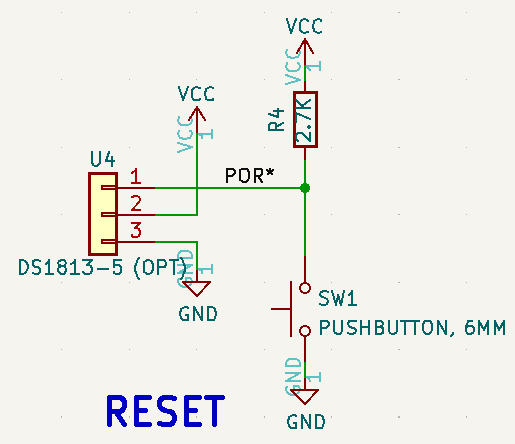 VCC
VCC 1
R4
2.7K
VCC
VCC 1
U4
1
POR*
2
3
DS1813-5 (OPT)
GND 1
GND
SW1
PUSHBUTTON, 6MM
GND 1
GND
RESET